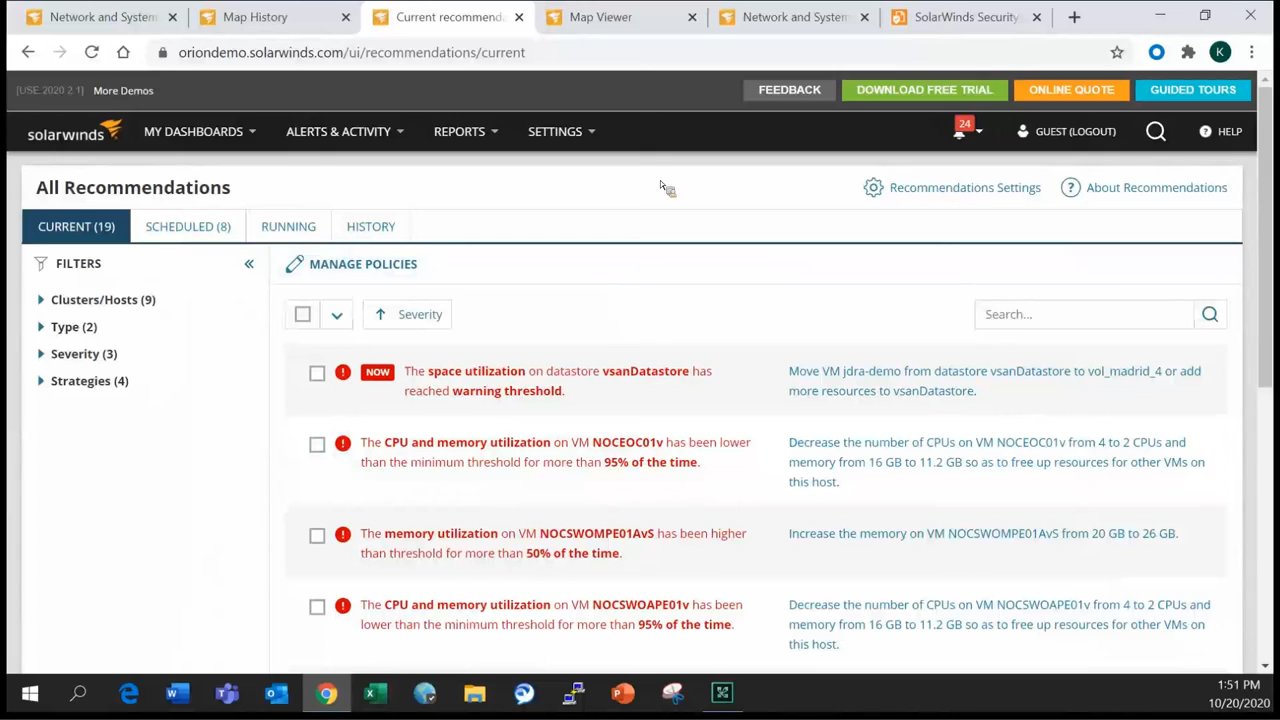 Network and System
Map History
Current recommenda
Map Viewer
Network and System
SolarWinds Security
oriondemo.solarwinds.com/ui/recommendations/current
K
[USE.2020 2.1] More Demos
FEEDBACK
DOWNLOAD FREE TRIAL
ONLINE QUOTE
GUIDED TOURS
solarwinds
MY DASHBOARDS
ALERTS & ACTIVITY
REPORTS
SETTINGS
24
GUEST (LOGOUT)
HELP
All Recommendations
Recommendations Settings
About Recommendations
CURRENT (19)
SCHEDULED (8)
RUNNING
HISTORY
FILTERS
MANAGE POLICIES
Clusters/Hosts (9)
Type (2)
Severity (3)
Strategies (4)
Severity
Search...
NOW
The space utilization on datastore vsanDatastore has
reached warning threshold.
Move VM jdra-demo from datastore vsanDatastore to vol_madrid_4 or add
more resources to vsanDatastore.
The CPU and memory utilization on VM NOCEOC01v has been lower
than the minimum threshold for more than 95% of the time.
Decrease the number of CPUs on VM NOCEOC01v from 4 to 2 CPUs and
memory from 16 GB to 11.2 GB so as to free up resources for other VMs on
this host.
The memory utilization on VM NOCSWOMPE01AvS has been higher
than threshold for more than 50% of the time.
Increase the memory on VM NOCSWOMPE01AvS from 20 GB to 26 GB.
The CPU and memory utilization on VM NOCSWOAPE01v has been
lower than the minimum threshold for more than 95% of the time.
Decrease the number of CPUs on VM NOCSWOAPE01v from 4 to 2 CPUs and
memory from 16 GB to 11.2 GB so as to free up resources for other VMs on
this host.
1:51 PM
10/20/2020